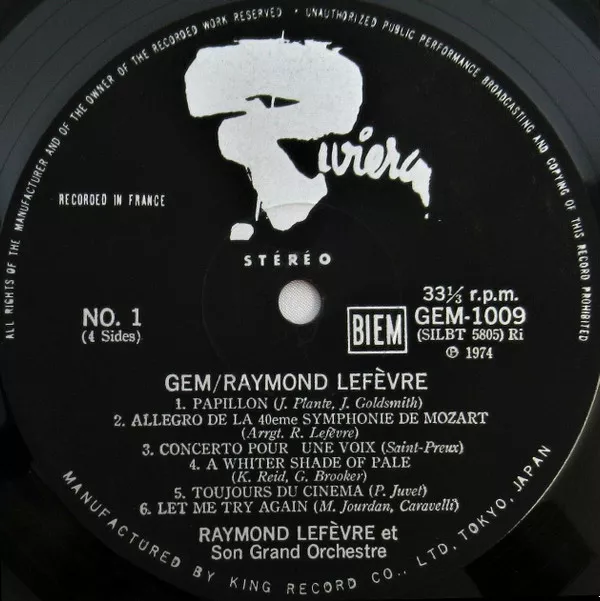 ALL RIGHTS OF THE MANUFACTURER AND OF THE OWNER OF THE RECORDED WORK RESERVED • UNAUTHORIZED PUBLIC PERFORMANCE BROADCASTING AND COPYING OF THIS RECORD PROHIBITED
Riviera
RECORDED IN FRANCE
STÉRÉO
NO. 1
(4 Sides)
BIEM
33⅓ r.p.m.
GEM-1009
(SILBT 5805) Ri
℗ 1974
GEM/RAYMOND LEFÈVRE
1. PAPILLON (J. Plante, J. Goldsmith)
2. ALLEGRO DE LA 40eme SYMPHONIE DE MOZART
(Arrgt. R. Lefêvre)
3. CONCERTO POUR UNE VOIX (Saint-Preux)
4. A WHITER SHADE OF PALE
(K. Reid, G. Brooker)
5. TOUJOURS DU CINEMA (P. Juvet)
6. LET ME TRY AGAIN (M. Jourdan, Caravelli)
RAYMOND LEFÈVRE et
Son Grand Orchestre
MANUFACTURED BY KING RECORD CO., LTD. TOKYO, JAPAN